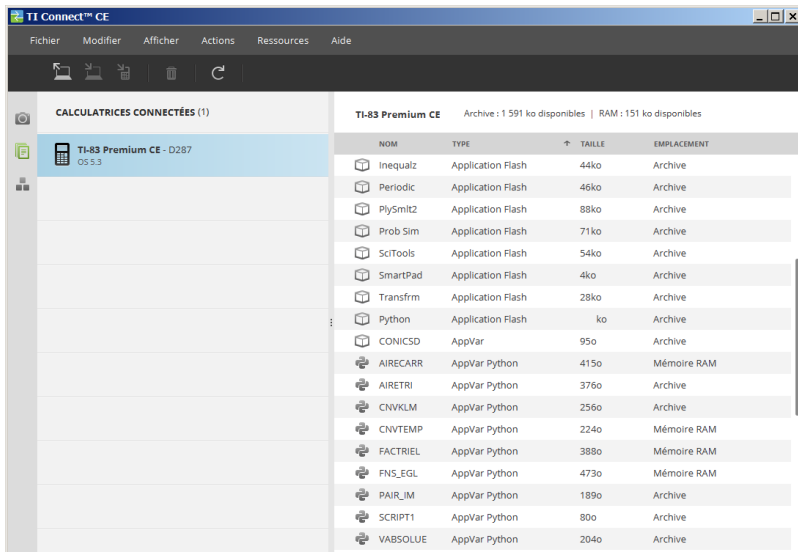 TI Connect™ CE
Fichier Modifier Afficher Actions Ressources Aide
CALCULATRICES CONNECTÉES (1)
TI-83 Premium CE - D287
OS 5.3
TI-83 Premium CE Archive : 1 591 ko disponibles | RAM : 151 ko disponibles
NOM TYPE TAILLE EMPLACEMENT
Inequalz Application Flash 44ko Archive
Periodic Application Flash 46ko Archive
PlySmlt2 Application Flash 88ko Archive
Prob Sim Application Flash 71ko Archive
SciTools Application Flash 54ko Archive
SmartPad Application Flash 4ko Archive
Transfrm Application Flash 28ko Archive
Python Application Flash ko Archive
CONICSD AppVar 95o Archive
AIRECARR AppVar Python 415o Mémoire RAM
AIRETRI AppVar Python 376o Archive
CNVKLM AppVar Python 256o Archive
CNVTEMP AppVar Python 224o Mémoire RAM
FACTRIEL AppVar Python 388o Mémoire RAM
FNS_EGL AppVar Python 473o Mémoire RAM
PAIR_IM AppVar Python 189o Archive
SCRIPT1 AppVar Python 80o Archive
VABSOLUE AppVar Python 204o Archive